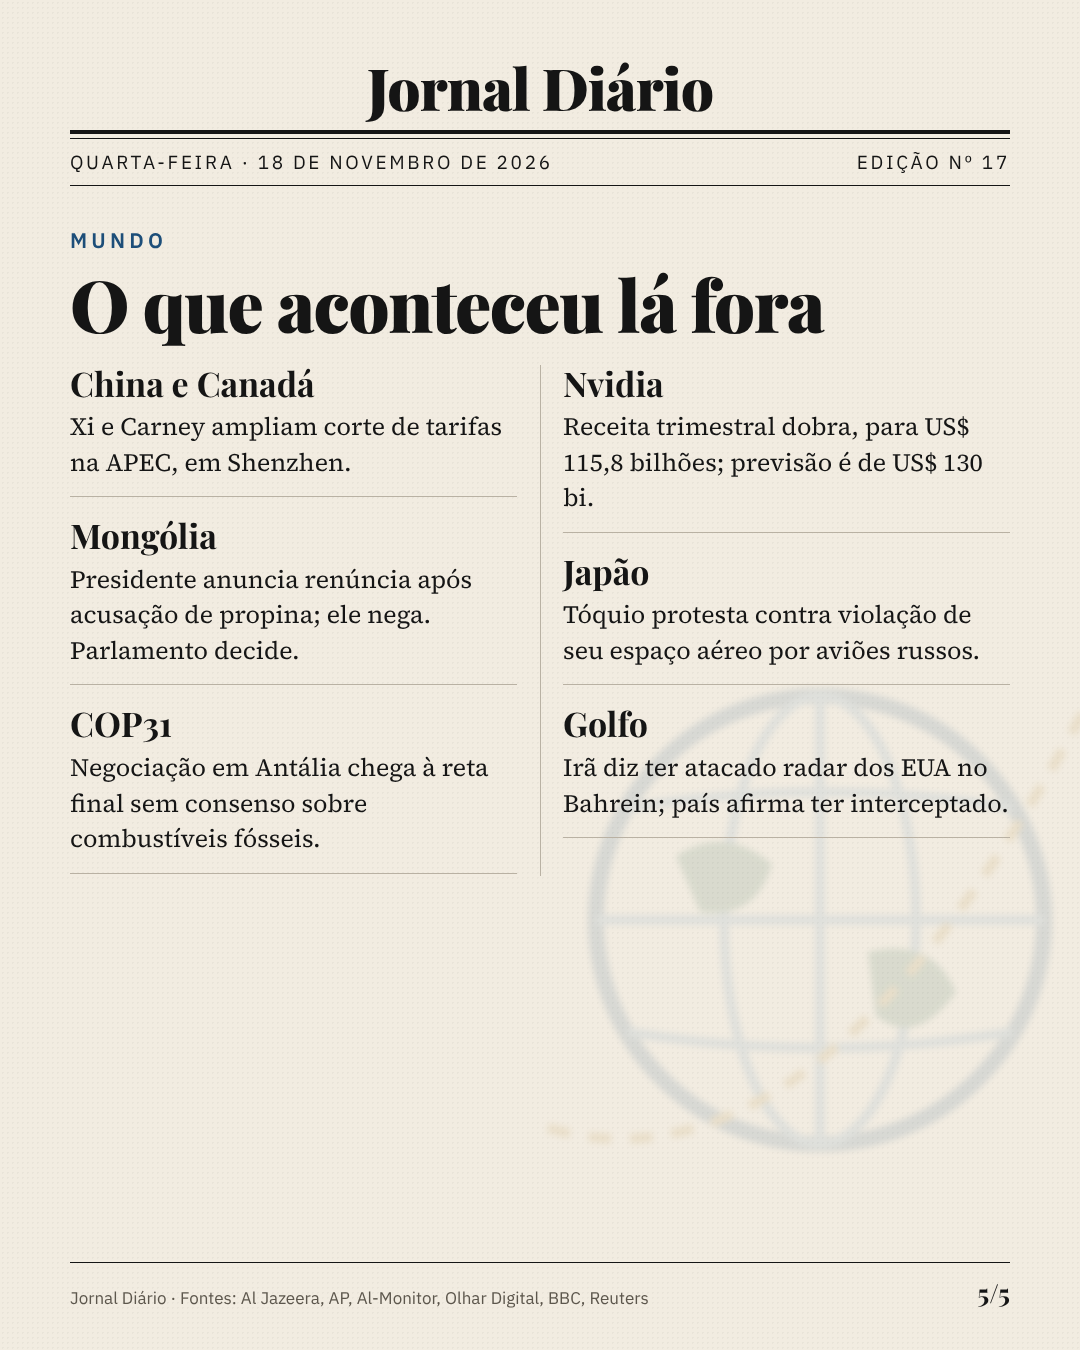 Jornal Diário
QUARTA-FEIRA · 18 DE NOVEMBRO DE 2026
EDIÇÃO Nº 17
MUNDO
O que aconteceu lá fora
China e Canadá
Xi e Carney ampliam corte de tarifas
na APEC, em Shenzhen.
Mongólia
Presidente anuncia renúncia após
acusação de propina; ele nega.
Parlamento decide.
COP31
Negociação em Antália chega à reta
final sem consenso sobre
combustíveis fósseis.
Nvidia
Receita trimestral dobra, para US$
115,8 bilhões; previsão é de US$ 130
bi.
Japão
Tóquio protesta contra violação de
seu espaço aéreo por aviões russos.
Golfo
Irã diz ter atacado radar dos EUA no
Bahrein; país afirma ter interceptado.
Jornal Diário · Fontes: Al Jazeera, AP, Al-Monitor, Olhar Digital, BBC, Reuters
5/5